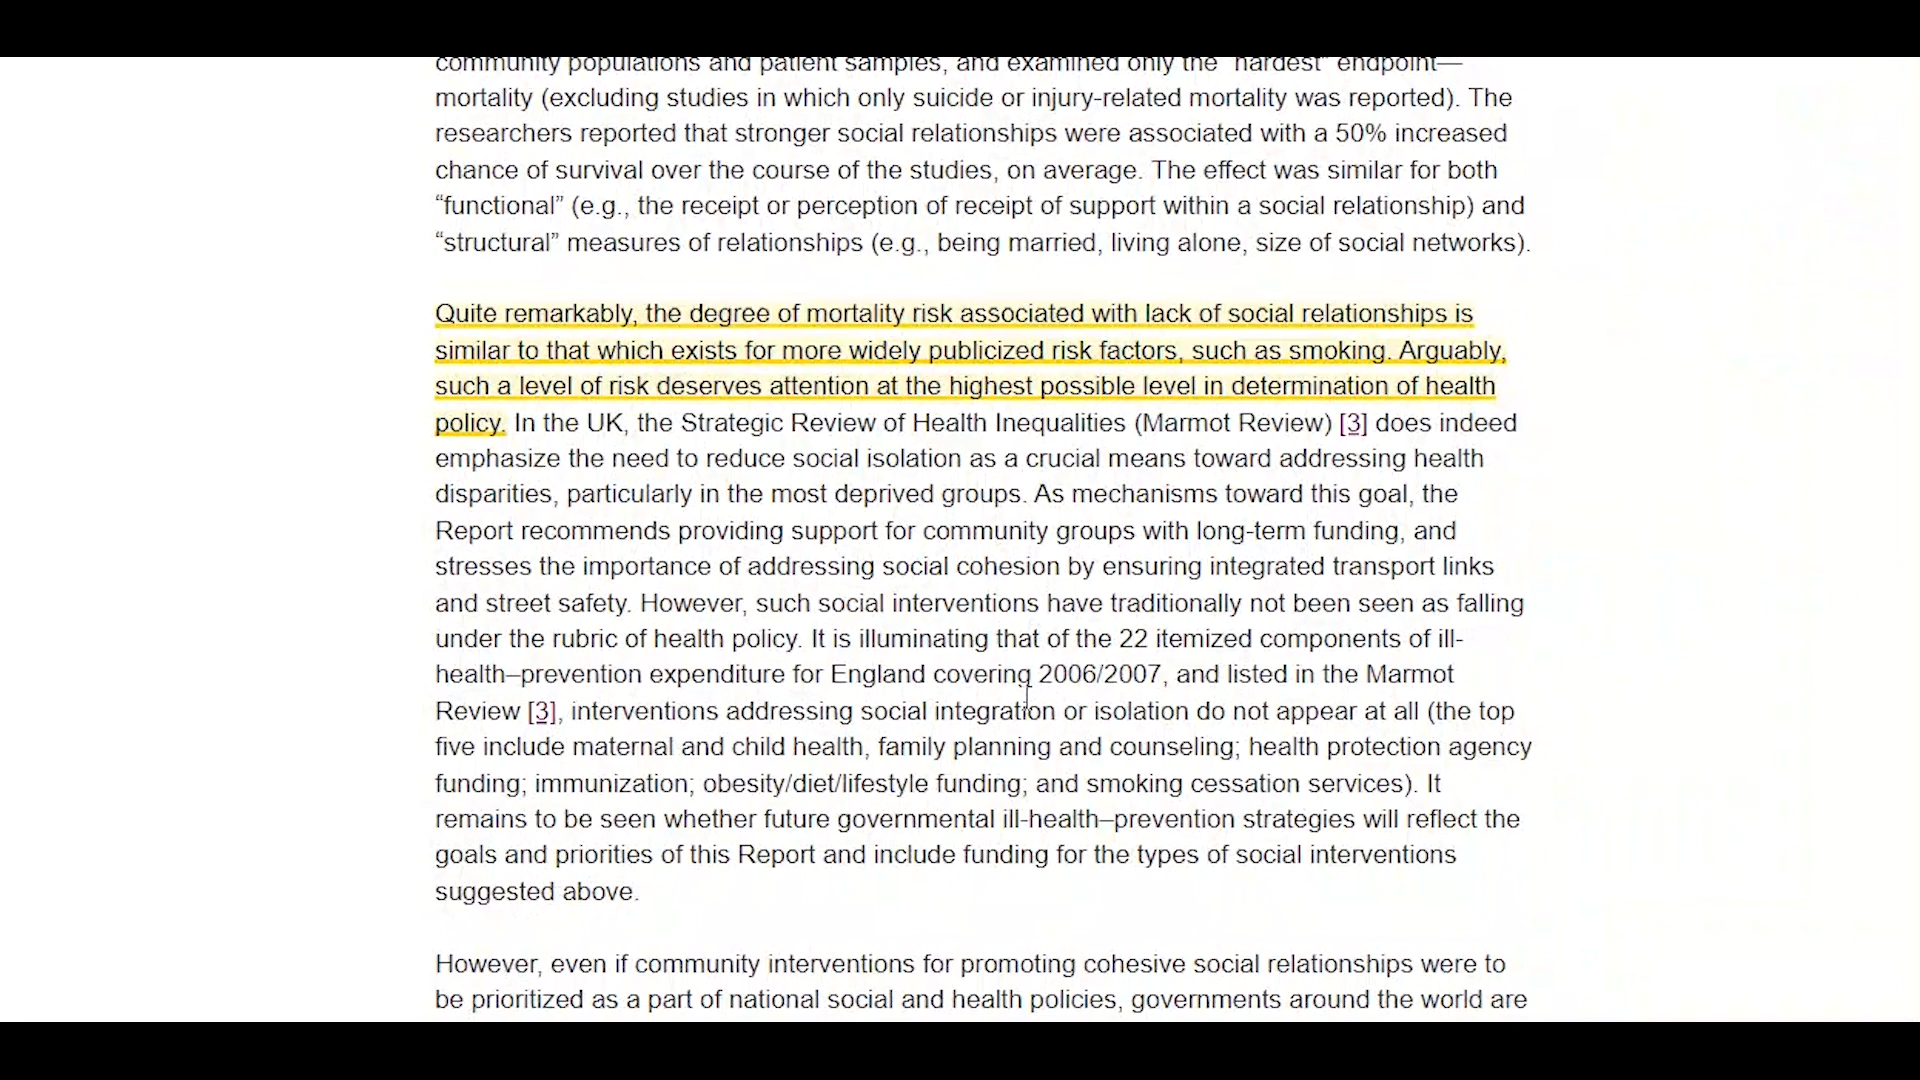 community populations and patient samples, and examined only the “hardest” endpoint—
mortality (excluding studies in which only suicide or injury-related mortality was reported). The
researchers reported that stronger social relationships were associated with a 50% increased
chance of survival over the course of the studies, on average. The effect was similar for both
“functional” (e.g., the receipt or perception of receipt of support within a social relationship) and
“structural” measures of relationships (e.g., being married, living alone, size of social networks).
Quite remarkably, the degree of mortality risk associated with lack of social relationships is
similar to that which exists for more widely publicized risk factors, such as smoking. Arguably,
such a level of risk deserves attention at the highest possible level in determination of health
policy. In the UK, the Strategic Review of Health Inequalities (Marmot Review) [3] does indeed
emphasize the need to reduce social isolation as a crucial means toward addressing health
disparities, particularly in the most deprived groups. As mechanisms toward this goal, the
Report recommends providing support for community groups with long-term funding, and
stresses the importance of addressing social cohesion by ensuring integrated transport links
and street safety. However, such social interventions have traditionally not been seen as falling
under the rubric of health policy. It is illuminating that of the 22 itemized components of ill-
health–prevention expenditure for England covering 2006/2007, and listed in the Marmot
Review [3], interventions addressing social integration or isolation do not appear at all (the top
five include maternal and child health, family planning and counseling; health protection agency
funding; immunization; obesity/diet/lifestyle funding; and smoking cessation services). It
remains to be seen whether future governmental ill-health–prevention strategies will reflect the
goals and priorities of this Report and include funding for the types of social interventions
suggested above.
However, even if community interventions for promoting cohesive social relationships were to
be prioritized as a part of national social and health policies, governments around the world are